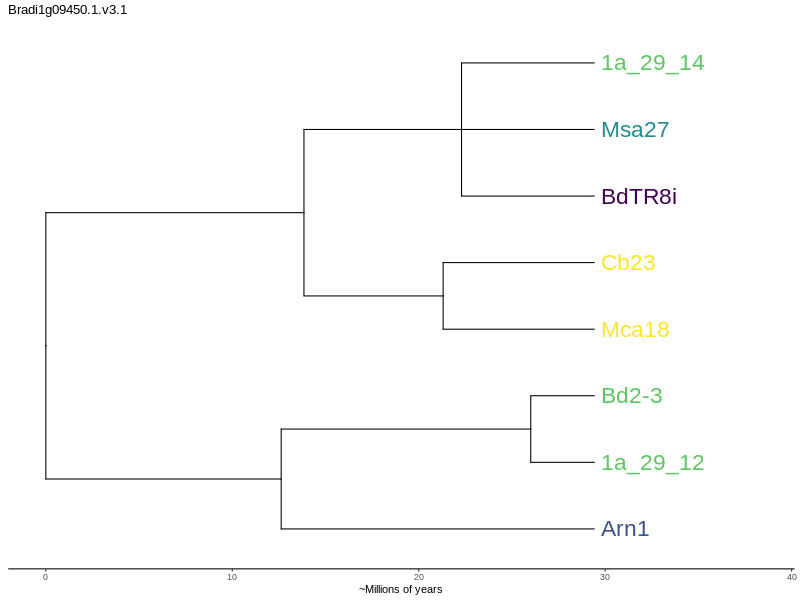 Bradi1g09450.1.v3.1
1a_29_14
Msa27
BdTR8i
Cb23
Mca18
Bd2-3
1a_29_12
Arn1
0 10 20 30 40
~Millions of years